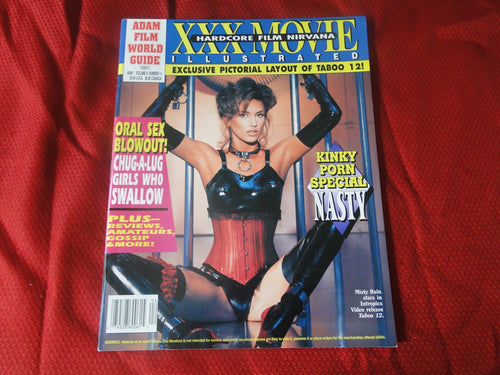 ADAM
FILM
WORLD
GUIDE
XXX MOVIE
HARDCORE FILM NIRVANA
ILLUSTRATED
EXCLUSIVE PICTORIAL LAYOUT OF TABOO 12!
ORAL SEX
BLOWOUT!
CHUG-A-LUG
GIRLS WHO
SWALLOW
PLUS—
REVIEWS,
AMATEURS,
GOSSIP
&MORE!
KINKY
PORN
SPECIAL
NASTY
Misty Rain
stars in
Intropics
Video release
Taboo 12.